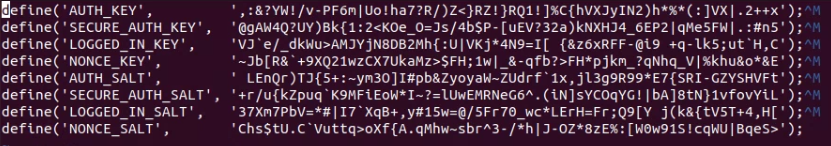 define('AUTH_KEY',         ',:&?YW!/v-PF6m|Uo!ha7?R/)Z<}RZ!}RQ1!]%C{hVXJyIN2)h*%*(:]VX|.2++x');^M
define('SECURE_AUTH_KEY',  '@gAW4Q?UY)Bk{1:2<KOe_O=Js/4b$P-[uEV?32a)kNXHJ4_6EP2|qMe5FW|.:#n5');^M
define('LOGGED_IN_KEY',    'VJ`e/_dkWu>AMJYjN8DB2Mh{:U|VKj*4N9=I[ {&z6xRFF-@i9 +q-lk5;ut`H,C');^M
define('NONCE_KEY',        '~Jb[R&`+9XQ21wzCX7UkaMz>$FH;1w|_&-qfb?>FH*pjkm_?qNhq_V|%khu&o*&E');^M
define('AUTH_SALT',        ' LEnQr)TJ{5+:~ym3O]I#pb&ZyoyaW~ZUdrf`1x,jl3g9R99*E7{SRI-GZYSHVFt');^M
define('SECURE_AUTH_SALT', '+r/u{kZpuq`K9MFiEoW*I~?=lUwEMRNeG6^.(iN]sYCOqYG!|bA]8tN}1vfovYiL');^M
define('LOGGED_IN_SALT',   '37Xm7PbV=*#|I7`XqB+,y#15w=@/5Fr70_wc*LErH=Fr;Q9[Y j(k&{tV5T+4,H[');^M
define('NONCE_SALT',       'Chs$tU.C`Vuttq>oXf{A.qMhw~sbr^3-/*h|J-OZ*8zE%:[W0w91S!cqWU|BqeS>');